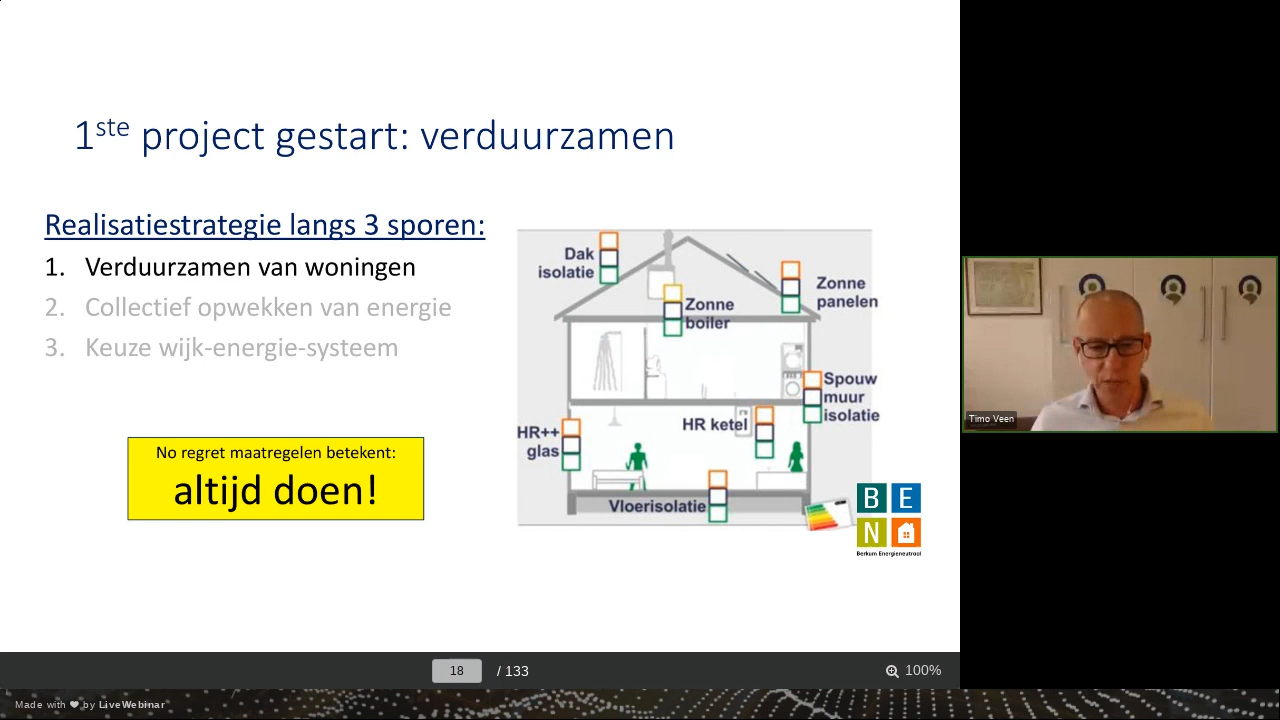 1ste project gestart: verduurzamen
Realisatiestrategie langs 3 sporen:
1. Verduurzamen van woningen
2. Collectief opwekken van energie
3. Keuze wijk-energie-systeem
No regret maatregelen betekent:
altijd doen!
Dak
isolatie
Zonne
boiler
Zonne
panelen
Spouw
muur
isolatie
HR ketel
HR++
glas
Vloerisolatie
B E
N
Berkum Energieneutraal
Timo Veen
18 / 133
100%
Made with ❤ by LiveWebinar